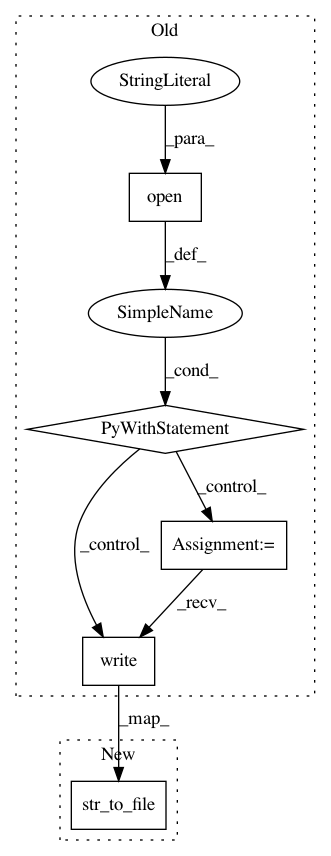 Old
StringLiteral
_para_
open
_def_
SimpleName
_cond_
PyWithStatement
_control_
Assignment:=
_control_
_recv_
write
_map_
New
str_to_file